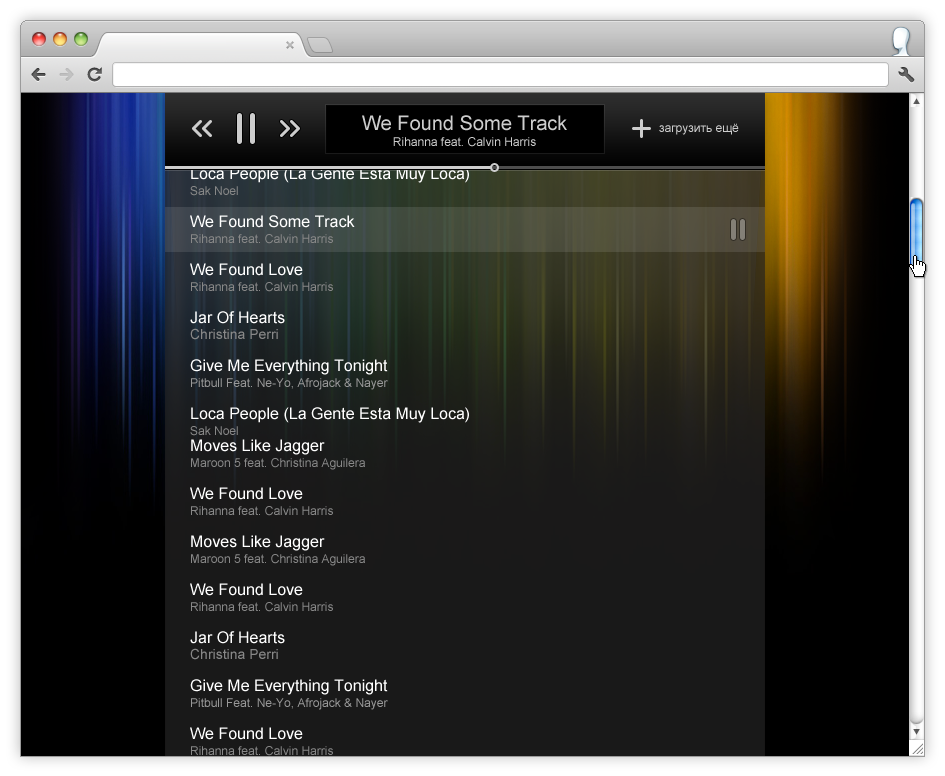 We Found Some Track
Rihanna feat. Calvin Harris
загрузить ещё
Loca People (La Gente Esta Muy Loca)
Sak Noel
We Found Some Track
Rihanna feat. Calvin Harris
We Found Love
Rihanna feat. Calvin Harris
Jar Of Hearts
Christina Perri
Give Me Everything Tonight
Pitbull Feat. Ne-Yo, Afrojack & Nayer
Loca People (La Gente Esta Muy Loca)
Sak Noel
Moves Like Jagger
Maroon 5 feat. Christina Aguilera
We Found Love
Rihanna feat. Calvin Harris
Moves Like Jagger
Maroon 5 feat. Christina Aguilera
We Found Love
Rihanna feat. Calvin Harris
Jar Of Hearts
Christina Perri
Give Me Everything Tonight
Pitbull Feat. Ne-Yo, Afrojack & Nayer
We Found Love
Rihanna feat. Calvin Harris